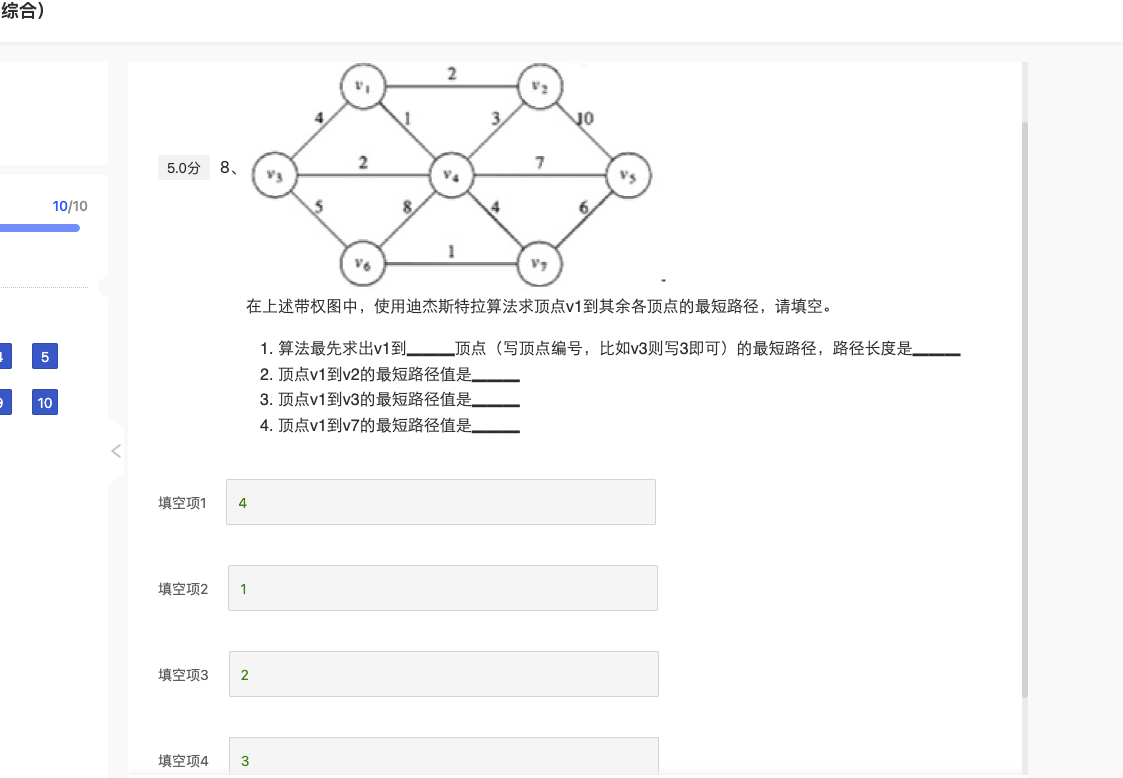 综合）
v1
2
v2
4
1
3
10
5.0分
8、
v3
2
v4
7
v5
10/10
5
8
4
6
v6
1
v7
在上述带权图中，使用迪杰斯特拉算法求顶点v1到其余各顶点的最短路径，请填空。
1. 算法最先求出v1到______顶点（写顶点编号，比如v3则写3即可）的最短路径，路径长度是______
5
2. 顶点v1到v2的最短路径值是______
3. 顶点v1到v3的最短路径值是______
10
4. 顶点v1到v7的最短路径值是______
填空项1
4
填空项2
1
填空项3
2
填空项4
3